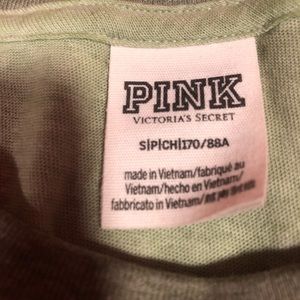 PINK
VICTORIA'S SECRET
S|P|CH|170/88A
made in Vietnam/fabriqué au
Vietnam/hecho en Vietnam/
fabbricato in Vietnam/